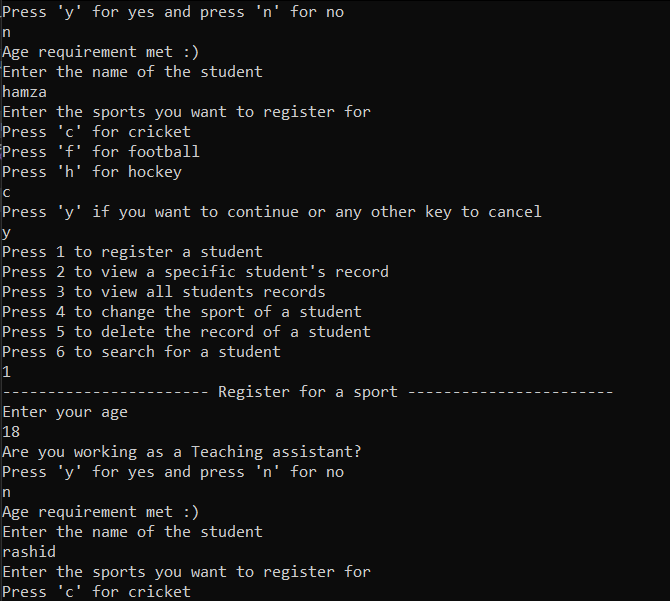 Press 'y' for yes and press 'n' for no
n
Age requirement met :)
Enter the name of the student
hamza
Enter the sports you want to register for
Press 'c' for cricket
Press 'f' for football
Press 'h' for hockey
c
Press 'y' if you want to continue or any other key to cancel
y
Press 1 to register a student
Press 2 to view a specific student's record
Press 3 to view all students records
Press 4 to change the sport of a student
Press 5 to delete the record of a student
Press 6 to search for a student
1
----------------------- Register for a sport -----------------------
Enter your age
18
Are you working as a Teaching assistant?
Press 'y' for yes and press 'n' for no
n
Age requirement met :)
Enter the name of the student
rashid
Enter the sports you want to register for
Press 'c' for cricket